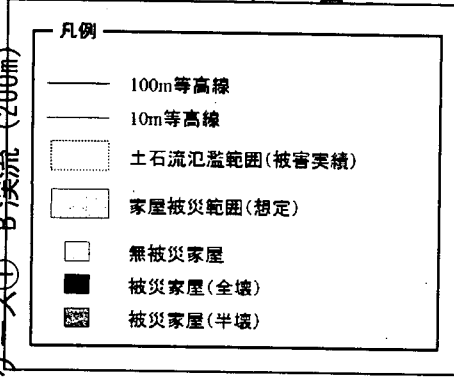 凡例
100m等高線
10m等高線
土石流氾濫範囲(被害実績)
家屋被災範囲(想定)
無被災家屋
被災家屋(全壊)
被災家屋(半壊)
ス① B渓流 (200m)